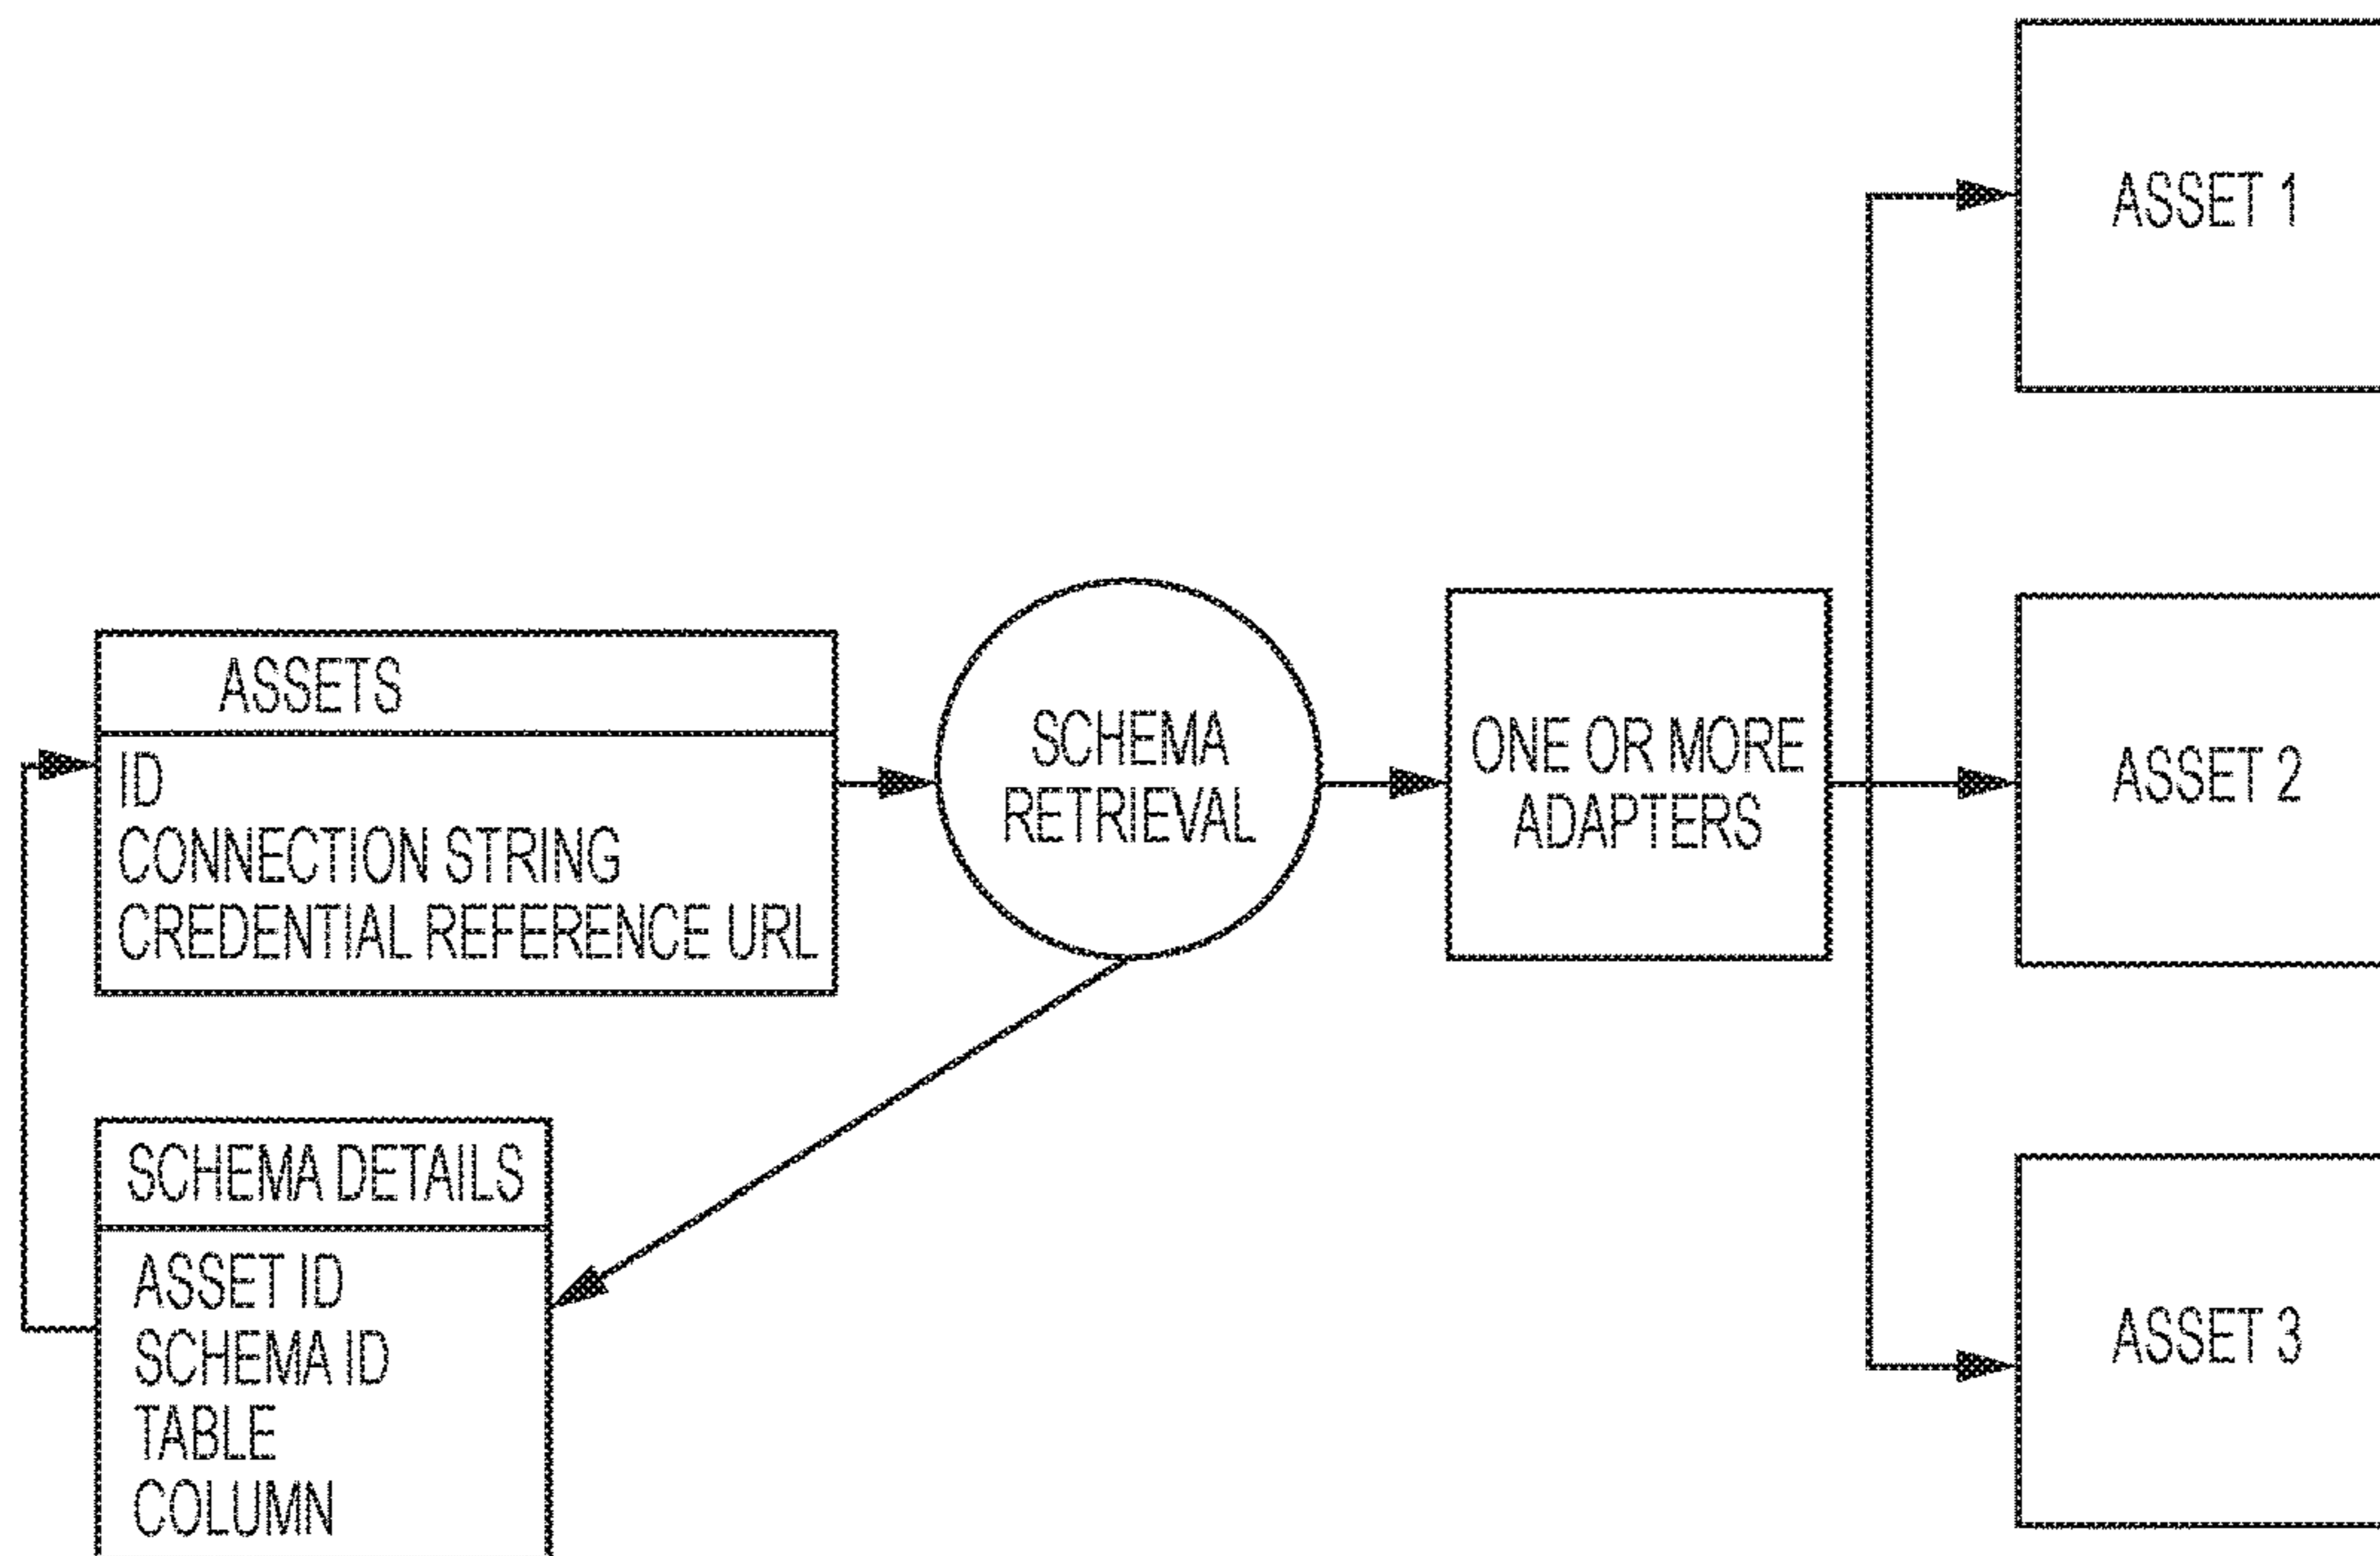 ASSETS
ID
CONNECTION STRING
CREDENTIAL REFERENCE URL
SCHEMA DETAILS
ASSET ID
SCHEMA ID
TABLE
COLUMN
SCHEMA
RETRIEVAL
ONE OR MORE
ADAPTERS
ASSET 1
ASSET 2
ASSET 3